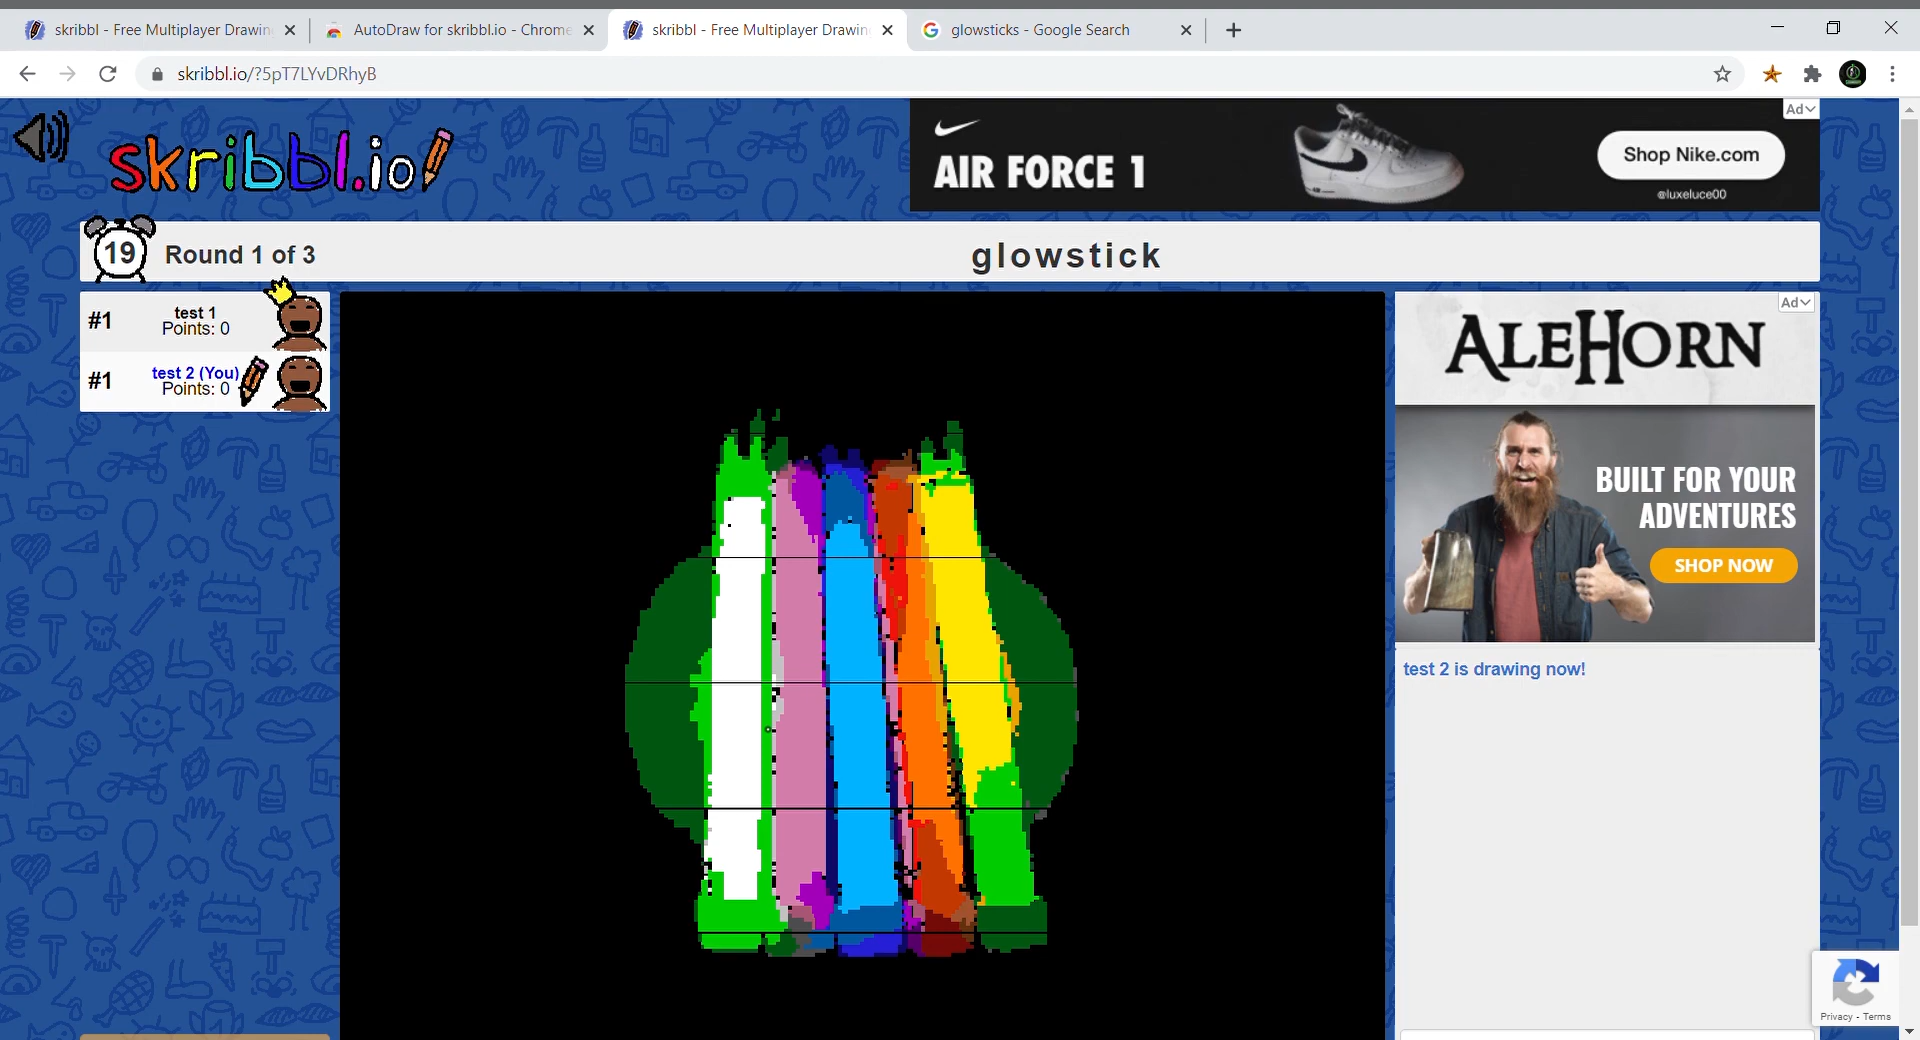 skribbl - Free Multiplayer Drawin
AutoDraw for skribbl.io - Chrome
skribbl - Free Multiplayer Drawin
glowsticks - Google Search
skribbl.io/?5pT7LYvDRhyB
skribbl.io
Ad
AIR FORCE 1
Shop Nike.com
@luxeluce00
19
Round 1 of 3
glowstick
#1
test 1
Points: 0
#1
test 2 (You)
Points: 0
Ad
ALEHORN
BUILT FOR YOUR
ADVENTURES
SHOP NOW
test 2 is drawing now!
Privacy - Terms